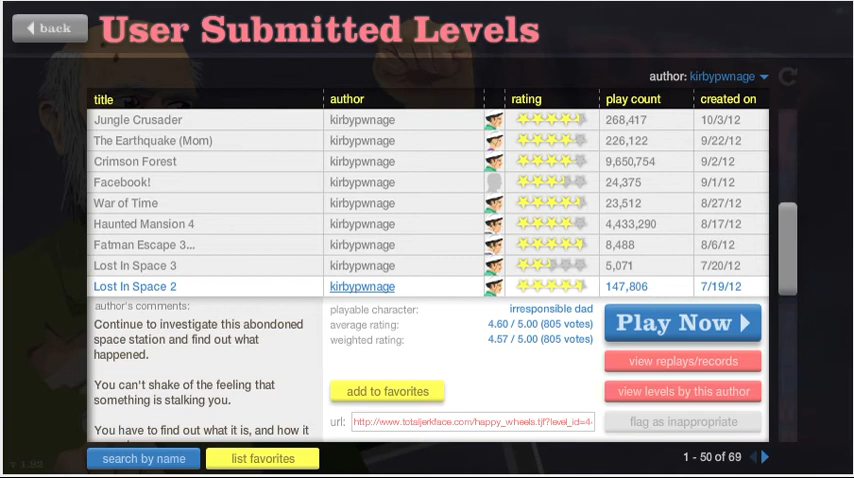 back
User Submitted Levels
author: kirbypwnage
title author rating play count created on
Jungle Crusader kirbypwnage 268,417 10/3/12
The Earthquake (Mom) kirbypwnage 226,122 9/22/12
Crimson Forest kirbypwnage 9,650,754 9/2/12
Facebook! kirbypwnage 24,375 9/1/12
War of Time kirbypwnage 23,512 8/27/12
Haunted Mansion 4 kirbypwnage 4,433,290 8/17/12
Fatman Escape 3... kirbypwnage 8,488 8/6/12
Lost In Space 3 kirbypwnage 5,071 7/20/12
Lost In Space 2 kirbypwnage 147,806 7/19/12
author's comments:
Continue to investigate this abondoned
space station and find out what
happened.
You can't shake of the feeling that
something is stalking you.
You have to find out what it is, and how it
playable character: irresponsible dad
average rating: 4.60 / 5.00 (805 votes)
weighted rating: 4.57 / 5.00 (805 votes)
add to favorites
url: http://www.totaljerkface.com/happy_wheels.tjf?level_id=4
Play Now
view replays/records
view levels by this author
flag as inappropriate
search by name
list favorites
1 - 50 of 69
v 1.52